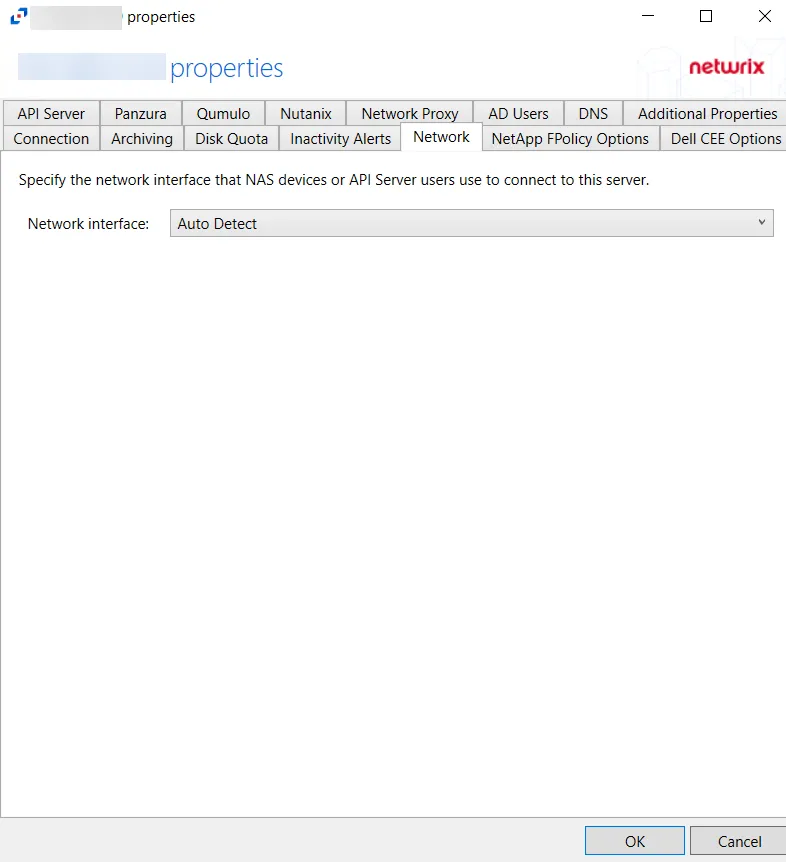 properties
properties
netwrix
API Server Panzura Qumulo Nutanix Network Proxy AD Users DNS Additional Properties
Connection Archiving Disk Quota Inactivity Alerts Network NetApp FPolicy Options Dell CEE Options
Specify the network interface that NAS devices or API Server users use to connect to this server.
Network interface: Auto Detect
OK Cancel